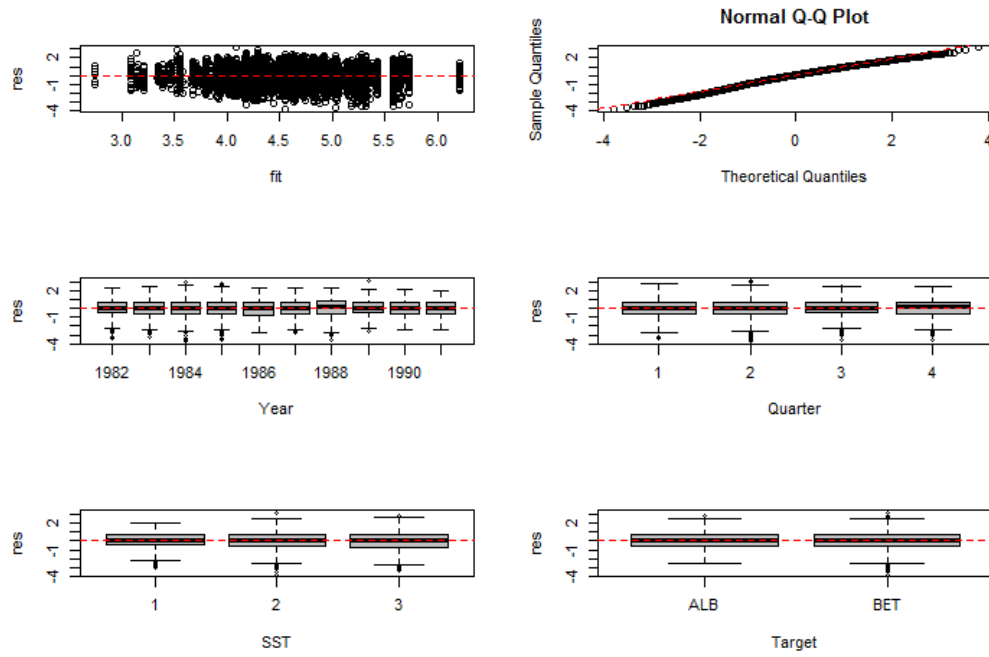 Normal Q-Q Plot
res
2
-1
-4
3.0 3.5 4.0 4.5 5.0 5.5 6.0
fit
Sample Quantiles
2
-1
-4
-4 -2 0 2 4
Theoretical Quantiles
res
2
-1
-4
1982 1984 1986 1988 1990
Year
res
2
-1
-4
1 2 3 4
Quarter
res
2
-1
-4
1 2 3
SST
res
2
-1
-4
ALB BET
Target